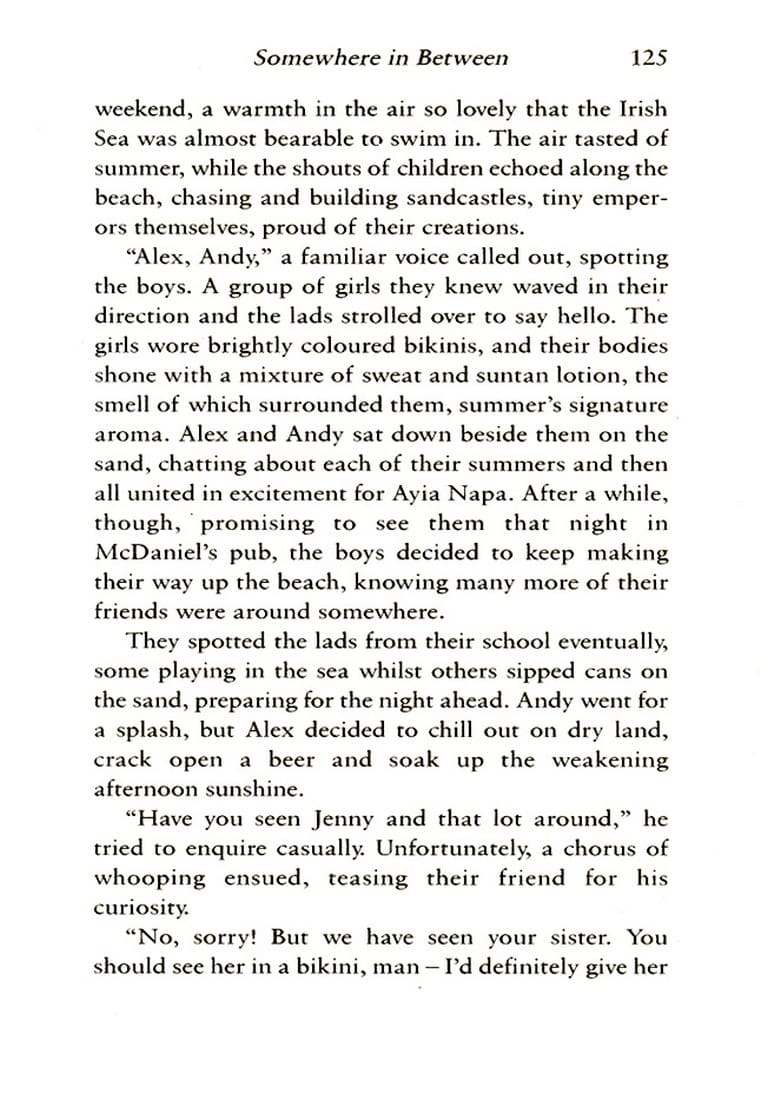 Somewhere in Between 125
weekend, a warmth in the air so lovely that the Irish
Sea was almost bearable to swim in. The air tasted of
summer, while the shouts of children echoed along the
beach, chasing and building sandcastles, tiny emper-
ors themselves, proud of their creations.
“Alex, Andy,” a familiar voice called out, spotting
the boys. A group of girls they knew waved in their
direction and the lads strolled over to say hello. The
girls wore brightly coloured bikinis, and their bodies
shone with a mixture of sweat and suntan lotion, the
smell of which surrounded them, summer’s signature
aroma. Alex and Andy sat down beside them on the
sand, chatting about each of their summers and then
all united in excitement for Ayia Napa. After a while,
though, promising to see them that night in
McDaniel’s pub, the boys decided to keep making
their way up the beach, knowing many more of their
friends were around somewhere.
They spotted the lads from their school eventually,
some playing in the sea whilst others sipped cans on
the sand, preparing for the night ahead. Andy went for
a splash, but Alex decided to chill out on dry land,
crack open a beer and soak up the weakening
afternoon sunshine.
“Have you seen Jenny and that lot around,” he
tried to enquire casually. Unfortunately, a chorus of
whooping ensued, teasing their friend for his
curiosity.
“No, sorry! But we have seen your sister. You
should see her in a bikini, man – I’d definitely give her